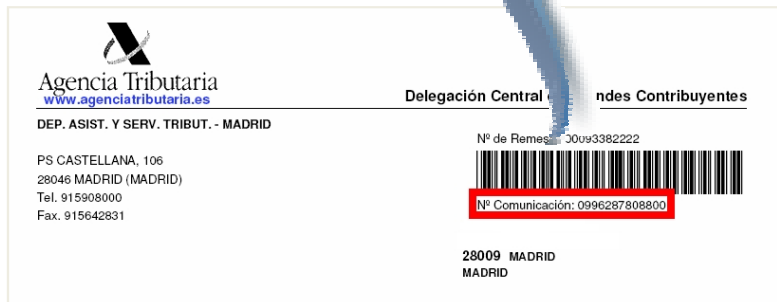 Agencia Tributaria
www.agenciatributaria.es
Delegación Central ndes Contribuyentes
DEP. ASIST. Y SERV. TRIBUT. - MADRID
Nº de Remes 00093382222
PS CASTELLANA, 106
28046 MADRID (MADRID)
Tel. 915908000
Fax. 915642831
Nº Comunicación: 0996287808800
28009 MADRID
MADRID